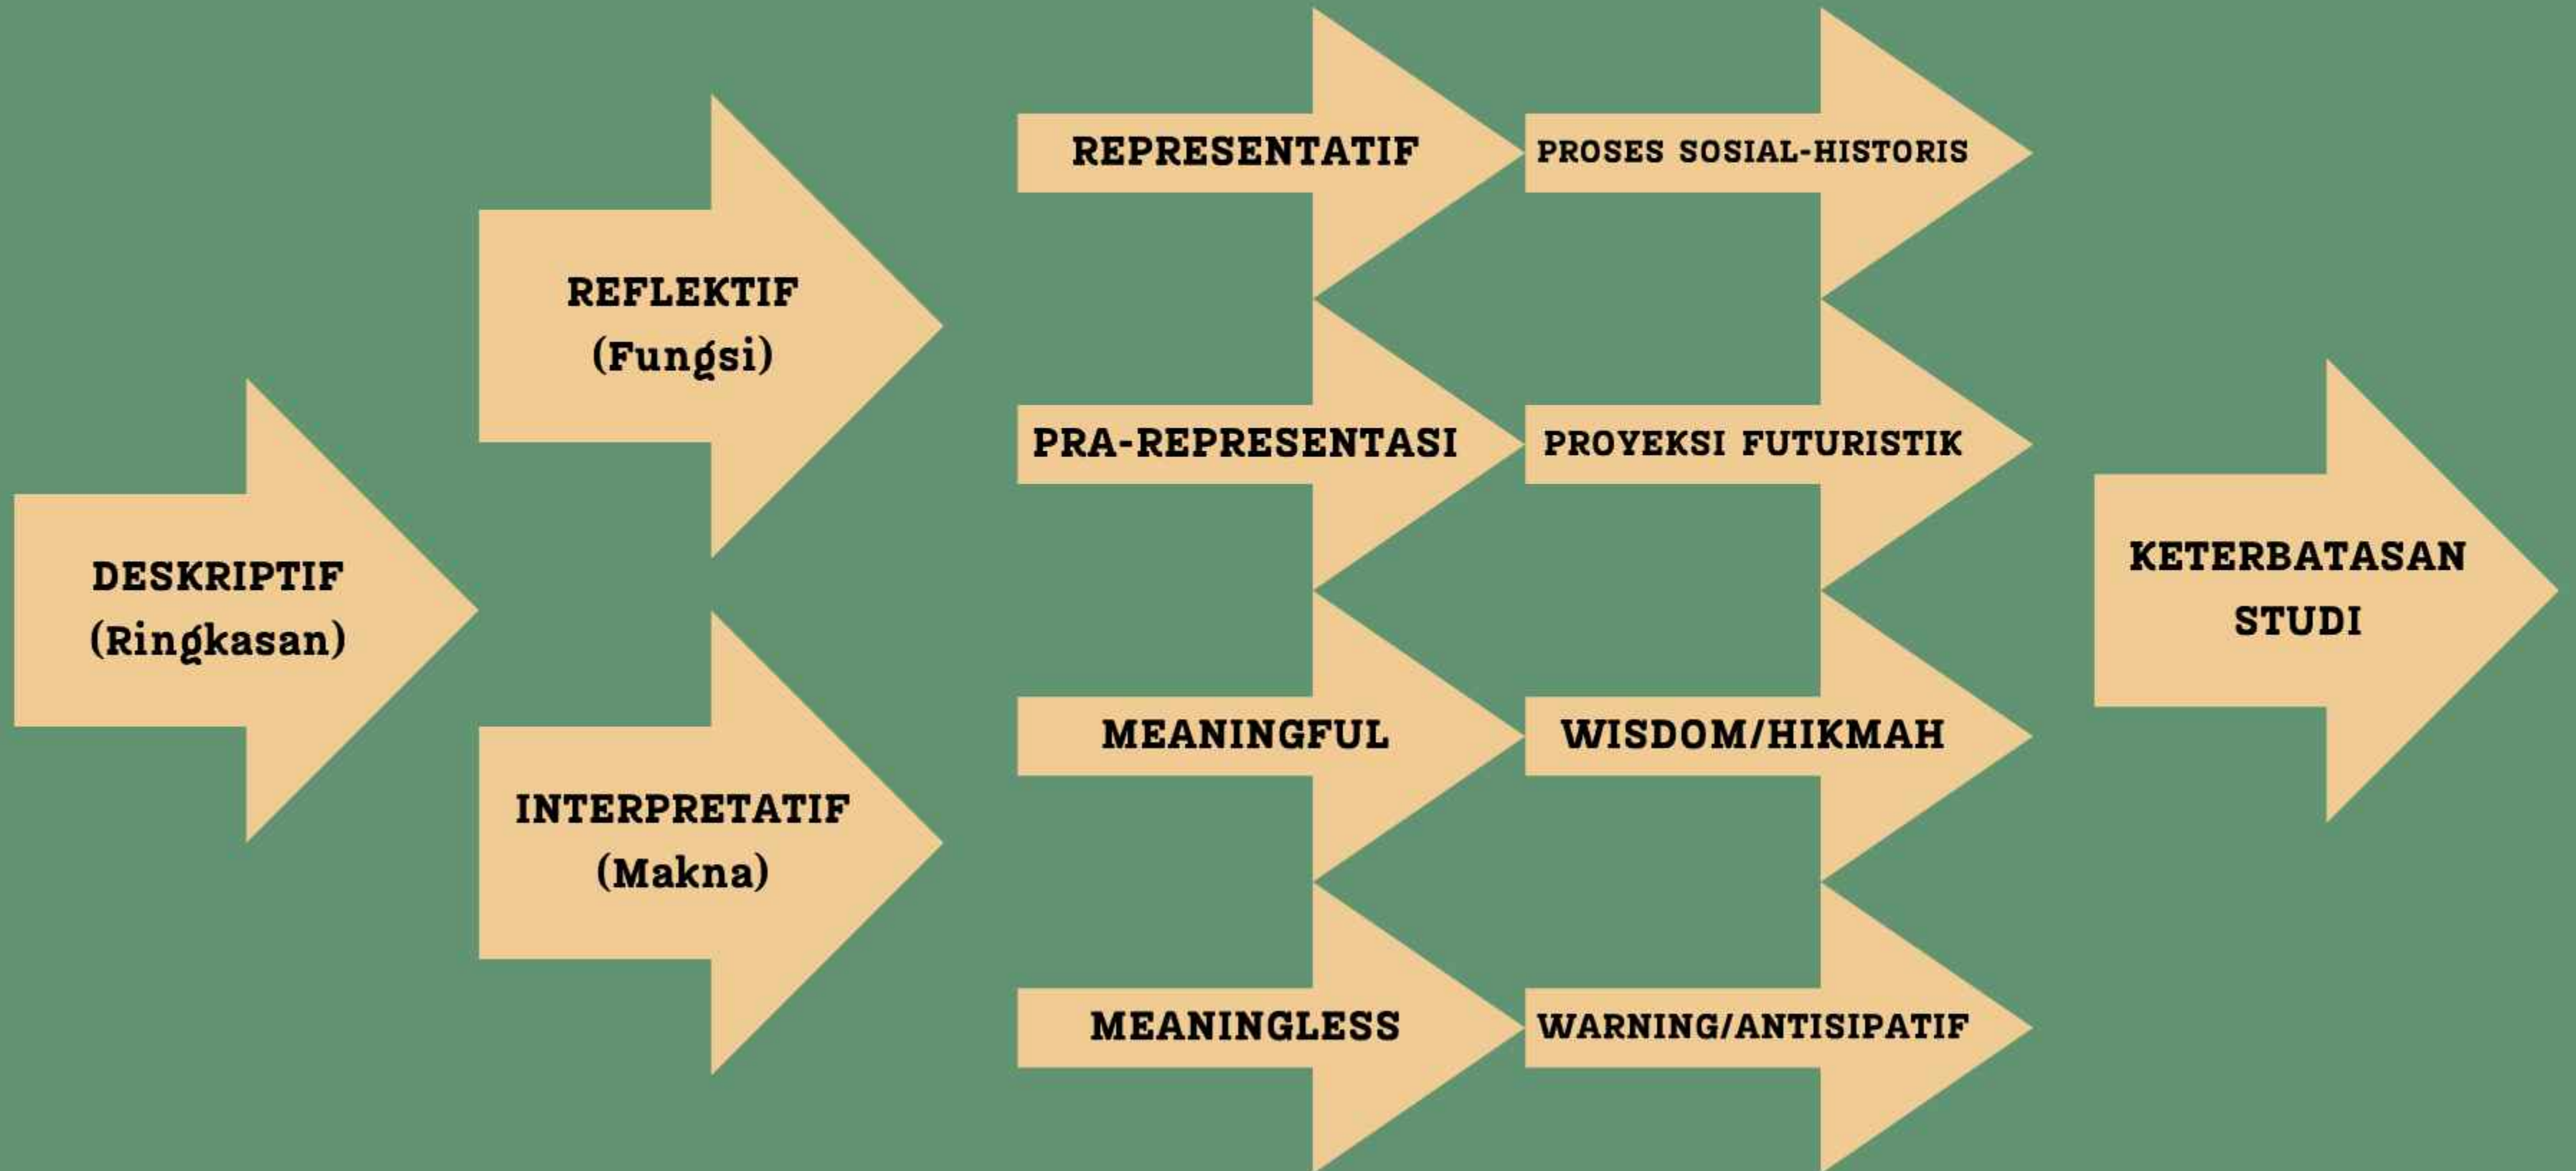 DESKRIPTIF
(Ringkasan)
REFLEKTIF
(Fungsi)
INTERPRETATIF
(Makna)
REPRESENTATIF
PROSES SOSIAL-HISTORIS
PRA-REPRESENTASI
PROYEKSI FUTURISTIK
MEANINGFUL
WISDOM/HIKMAH
MEANINGLESS
WARNING/ANTISIPATIF
KETERBATASAN
STUDI